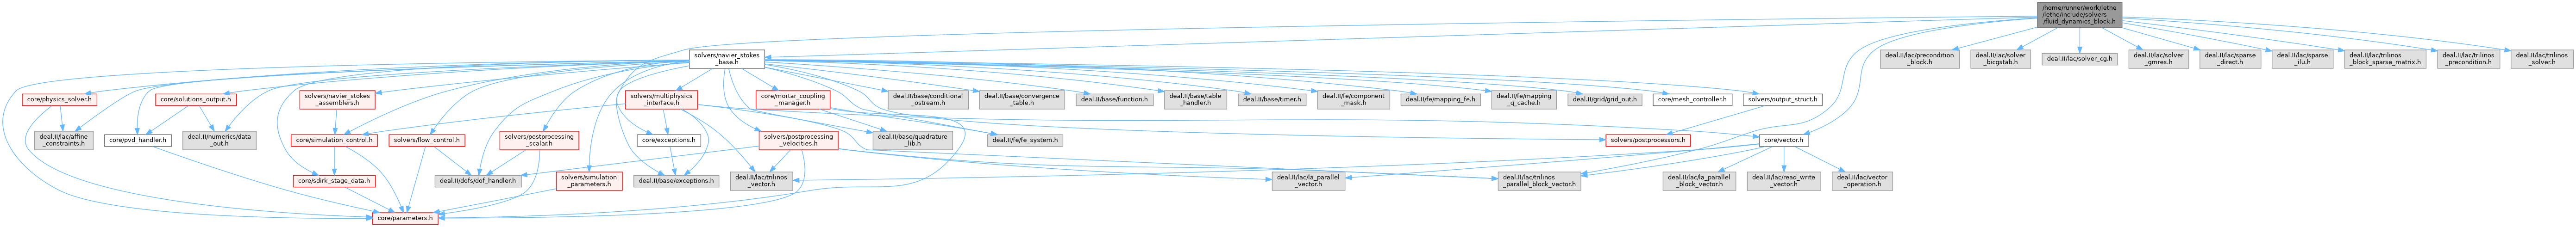 /home/runner/work/lethe
/lethe/include/solvers
/fluid_dynamics_block.h
solvers/navier_stokes
_base.h
deal.II/lac/precondition
_block.h
deal.II/lac/solver
_bicgstab.h
deal.II/lac/solver_cg.h
deal.II/lac/solver
_gmres.h
deal.II/lac/sparse
_direct.h
deal.II/lac/sparse
_ilu.h
deal.II/lac/trilinos
_block_sparse_matrix.h
deal.II/lac/trilinos
_precondition.h
deal.II/lac/trilinos
_solver.h
core/physics_solver.h
core/solutions_output.h
solvers/navier_stokes
_assemblers.h
solvers/multiphysics
_interface.h
core/mortar_coupling
_manager.h
deal.II/base/conditional
_ostream.h
deal.II/base/convergence
_table.h
deal.II/base/function.h
deal.II/base/table
_handler.h
deal.II/base/timer.h
deal.II/fe/component
_mask.h
deal.II/fe/mapping_fe.h
deal.II/fe/mapping
_q_cache.h
deal.II/grid/grid_out.h
core/mesh_controller.h
solvers/output_struct.h
deal.II/lac/affine
_constraints.h
core/pvd_handler.h
deal.II/numerics/data
_out.h
core/simulation_control.h
solvers/flow_control.h
solvers/postprocessing
_scalar.h
core/exceptions.h
solvers/postprocessing
_velocities.h
deal.II/base/quadrature
_lib.h
deal.II/fe/fe_system.h
solvers/postprocessors.h
core/vector.h
core/sdirk_stage_data.h
deal.II/dofs/dof_handler.h
solvers/simulation
_parameters.h
deal.II/base/exceptions.h
deal.II/lac/trilinos
_vector.h
deal.II/lac/la_parallel
_vector.h
deal.II/lac/trilinos
_parallel_block_vector.h
deal.II/lac/la_parallel
_block_vector.h
deal.II/lac/read_write
_vector.h
deal.II/lac/vector
_operation.h
core/parameters.h